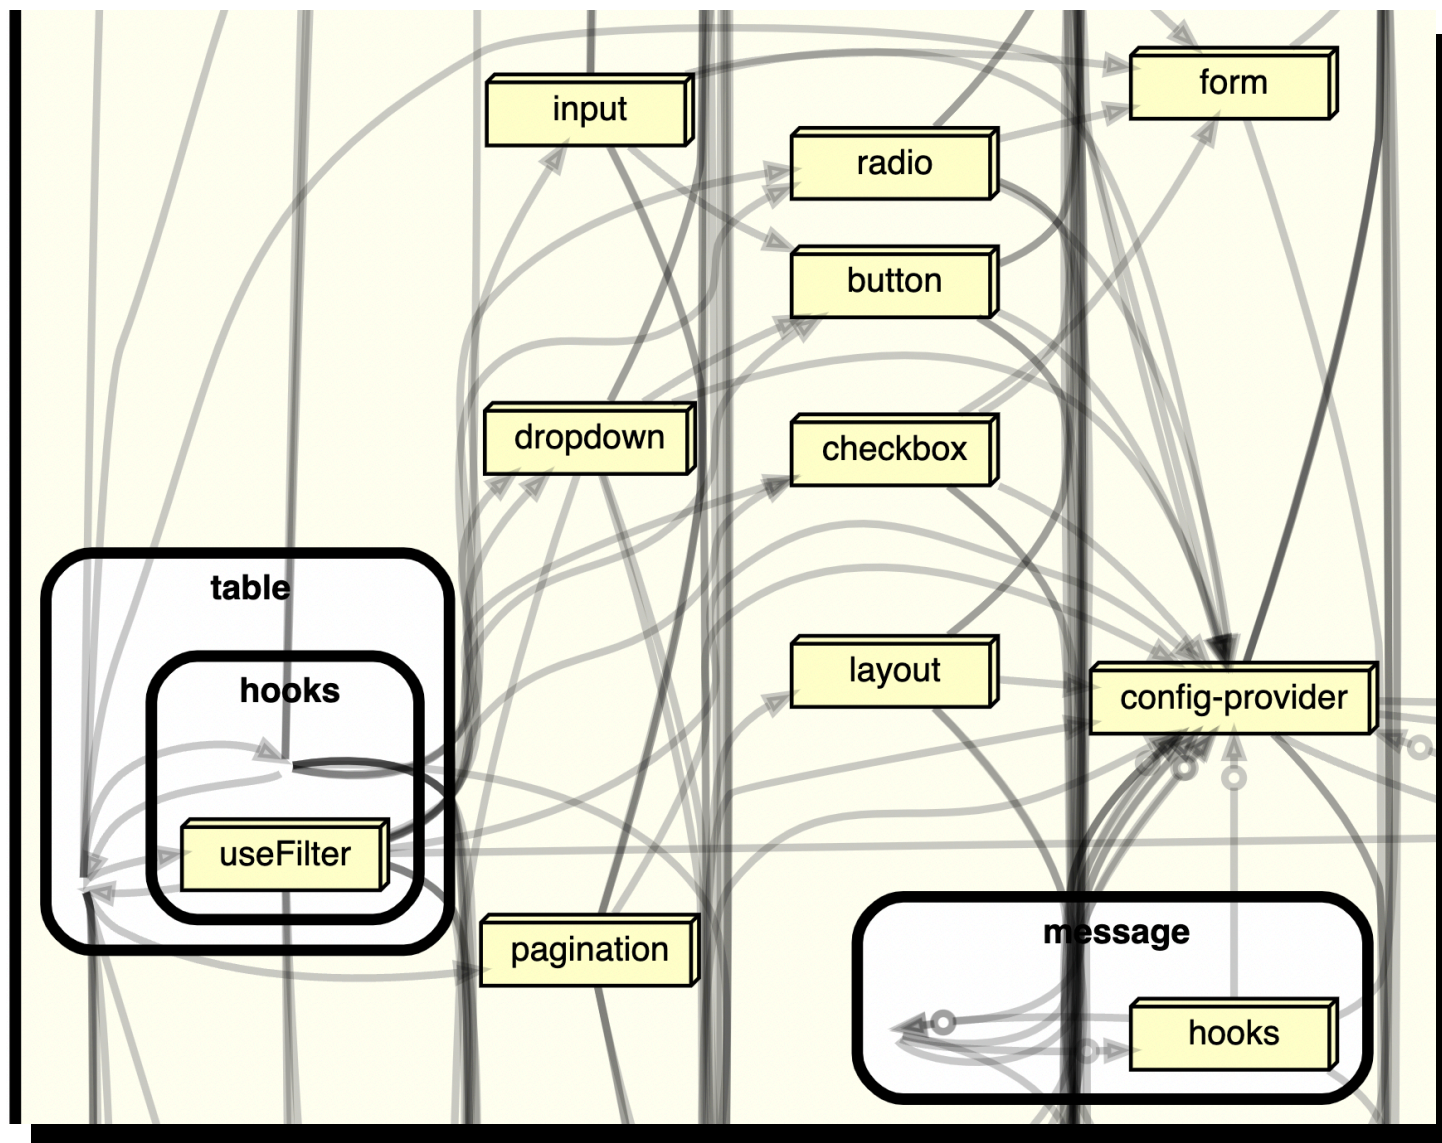 form
input
radio
button
dropdown
checkbox
table
layout
hooks
config-provider
useFilter
pagination
message
hooks